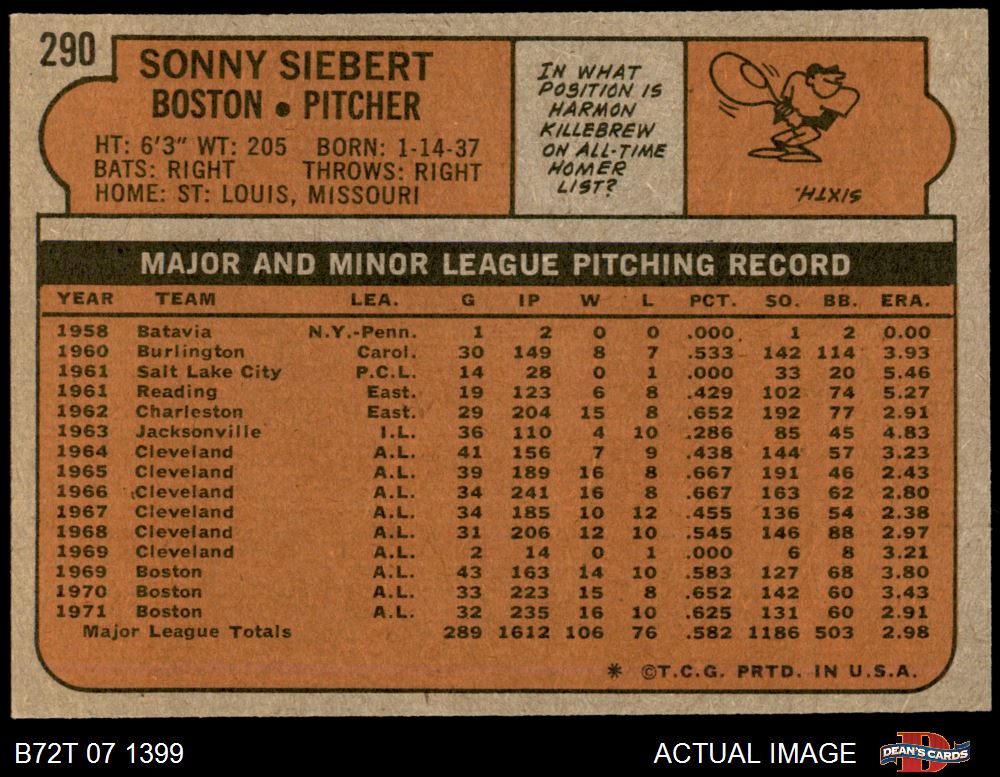 290
SONNY SIEBERT
BOSTON • PITCHER
HT: 6'3" WT: 205 BORN: 1-14-37
BATS: RIGHT THROWS: RIGHT
HOME: ST: LOUIS, MISSOURI
IN WHAT
POSITION IS
HARMON
KILLEBREW
ON ALL-TIME
HOMER
LIST?
SIXTH.
MAJOR AND MINOR LEAGUE PITCHING RECORD
YEAR TEAM LEA. G IP W L PCT. SO. BB. ERA.
1958 Batavia N.Y.-Penn. 1 2 0 0 .000 1 2 0.00
1960 Burlington Carol. 30 149 8 7 .533 142 114 3.93
1961 Salt Lake City P.C.L. 14 28 0 1 .000 33 20 5.46
1961 Reading East. 19 123 6 8 .429 102 74 5.27
1962 Charleston East. 29 204 15 8 .652 192 77 2.91
1963 Jacksonville I.L. 36 110 4 10 .286 85 45 4.83
1964 Cleveland A.L. 41 156 7 9 .438 144 57 3.23
1965 Cleveland A.L. 39 189 16 8 .667 191 46 2.43
1966 Cleveland A.L. 34 241 16 8 .667 163 62 2.80
1967 Cleveland A.L. 34 185 10 12 .455 136 54 2.38
1968 Cleveland A.L. 31 206 12 10 .545 146 88 2.97
1969 Cleveland A.L. 2 14 0 1 .000 6 8 3.21
1969 Boston A.L. 43 163 14 10 .583 127 68 3.80
1970 Boston A.L. 33 223 15 8 .652 142 60 3.43
1971 Boston A.L. 32 235 16 10 .625 131 60 2.91
Major League Totals 289 1612 106 76 .582 1186 503 2.98
* ©T.C.G. PRTD. IN U.S.A.
B72T 07 1399 ACTUAL IMAGE DEAN'S CARDS